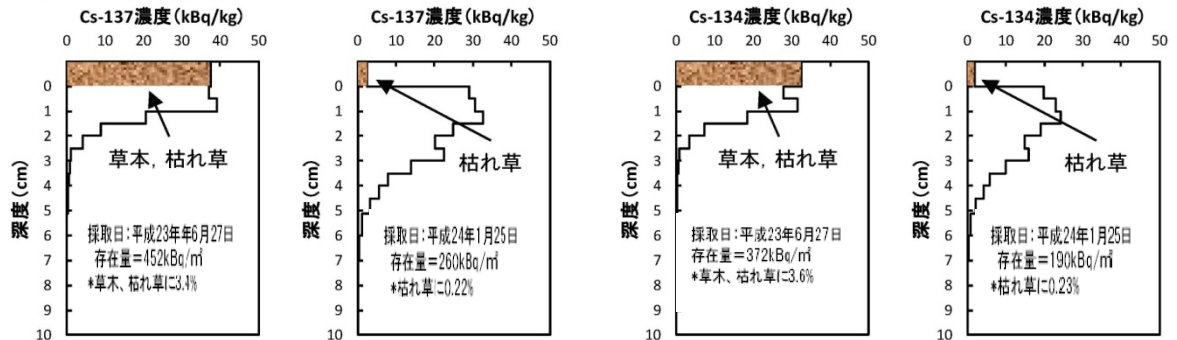 Cs-137濃度(kBq/kg)
0 10 20 30 40 50
深度(cm)
0
1
2
3
4
5
6
7
8
9
10
草本, 枯れ草
採取日:平成23年年6月27日
存在量=452kBq/㎡
*草木、枯れ草に3.4%
Cs-137濃度(kBq/kg)
0 10 20 30 40 50
深度(cm)
0
1
2
3
4
5
6
7
8
9
10
枯れ草
採取日:平成24年1月25日
存在量=260kBq/㎡
*枯れ草に0.22%
Cs-134濃度(kBq/kg)
0 10 20 30 40 50
深度(cm)
0
1
2
3
4
5
6
7
8
9
10
草本, 枯れ草
採取日:平成23年6月27日
存在量=372kBq/㎡
*草木、枯れ草に3.6%
Cs-134濃度(kBq/kg)
0 10 20 30 40 50
深度(cm)
0
1
2
3
4
5
6
7
8
9
10
枯れ草
採取日:平成24年1月25日
存在量=190kBq/㎡
*枯れ草に0.23%